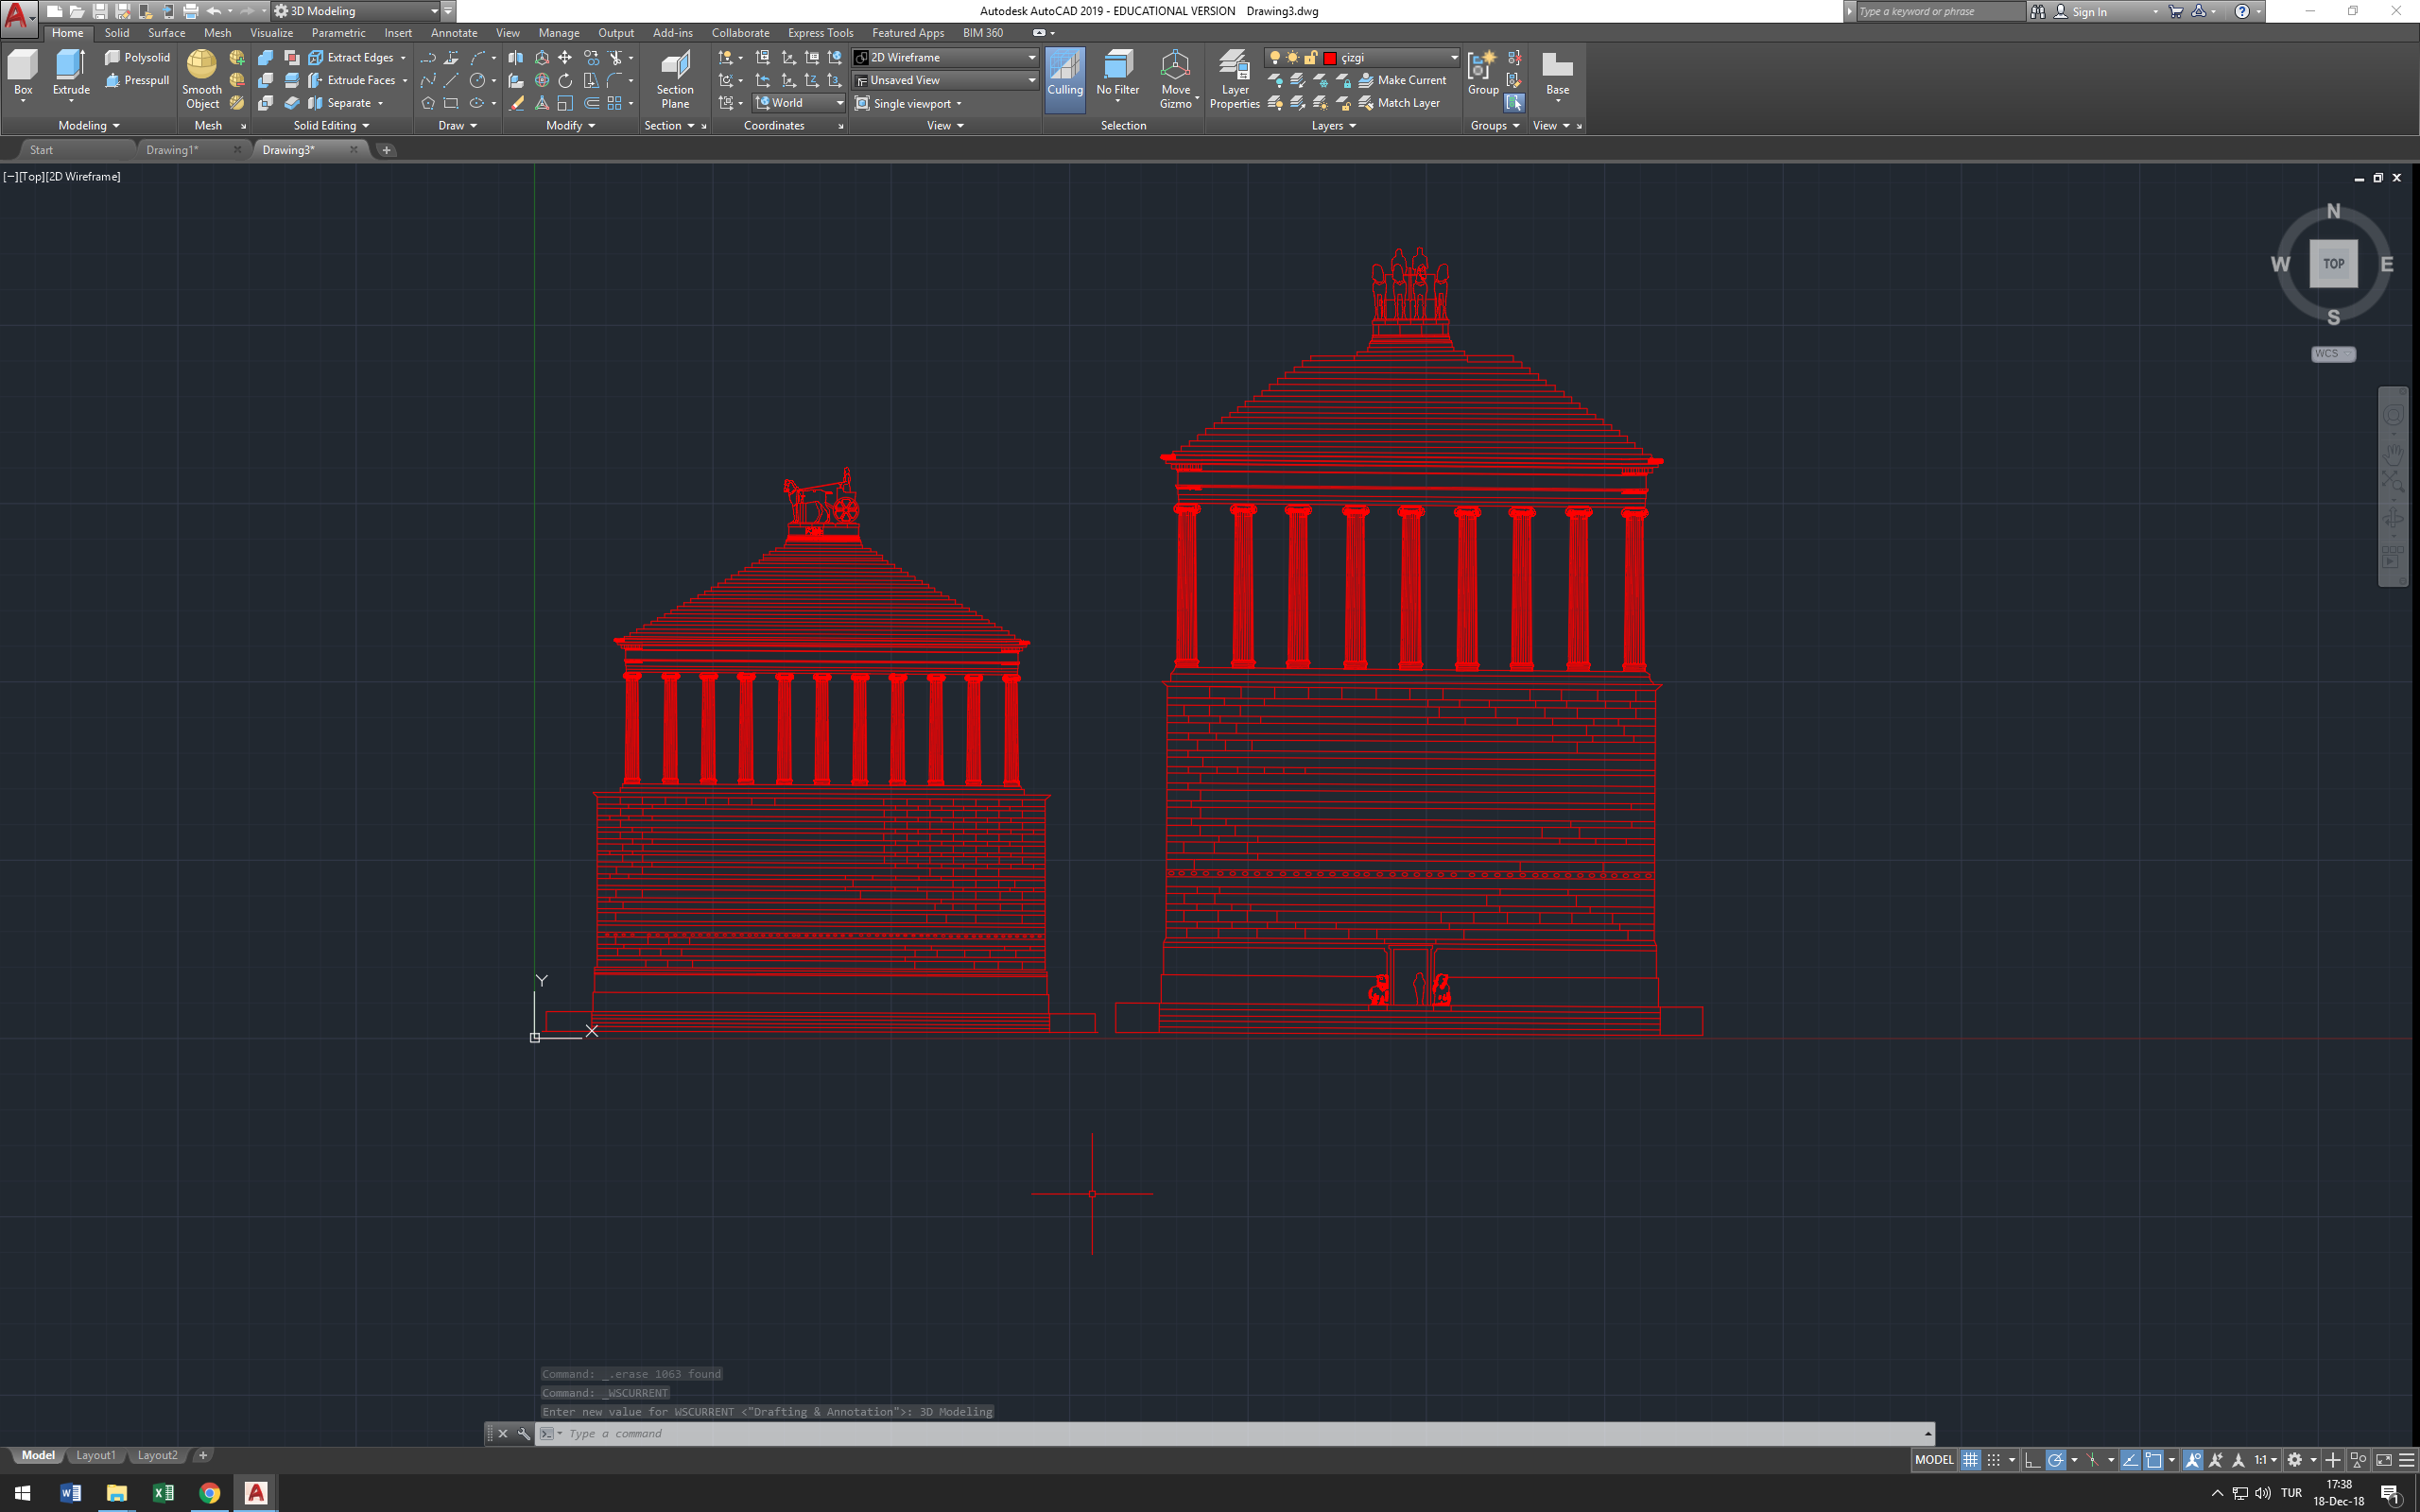 3D Modeling
Autodesk AutoCAD 2019 - EDUCATIONAL VERSION Drawing3.dwg
Type a keyword or phrase
Sign In
Home Solid Surface Mesh Visualize Parametric Insert Annotate View Manage Output Add-ins Collaborate Express Tools Featured Apps BIM 360
Box
Extrude
Polysolid
Presspull
Modeling
Smooth Object
Mesh
Extract Edges
Extrude Faces
Separate
Solid Editing
Draw
Modify
Section Plane
Section
World
Coordinates
2D Wireframe
Unsaved View
Single viewport
View
Culling
No Filter
Move Gizmo
Selection
Layer Properties
çizgi
Make Current
Match Layer
Layers
Group
Groups
Base
View
Start Drawing1* Drawing3*
[−][Top][2D Wireframe]
N
W TOP E
S
WCS
Y
X
Command: _.erase 1063 found
Command: _WSCURRENT
Enter new value for WSCURRENT <"Drafting & Annotation">: 3D Modeling
Type a command
Model Layout1 Layout2
MODEL 1:1
TUR
17:38
18-Dec-18
1